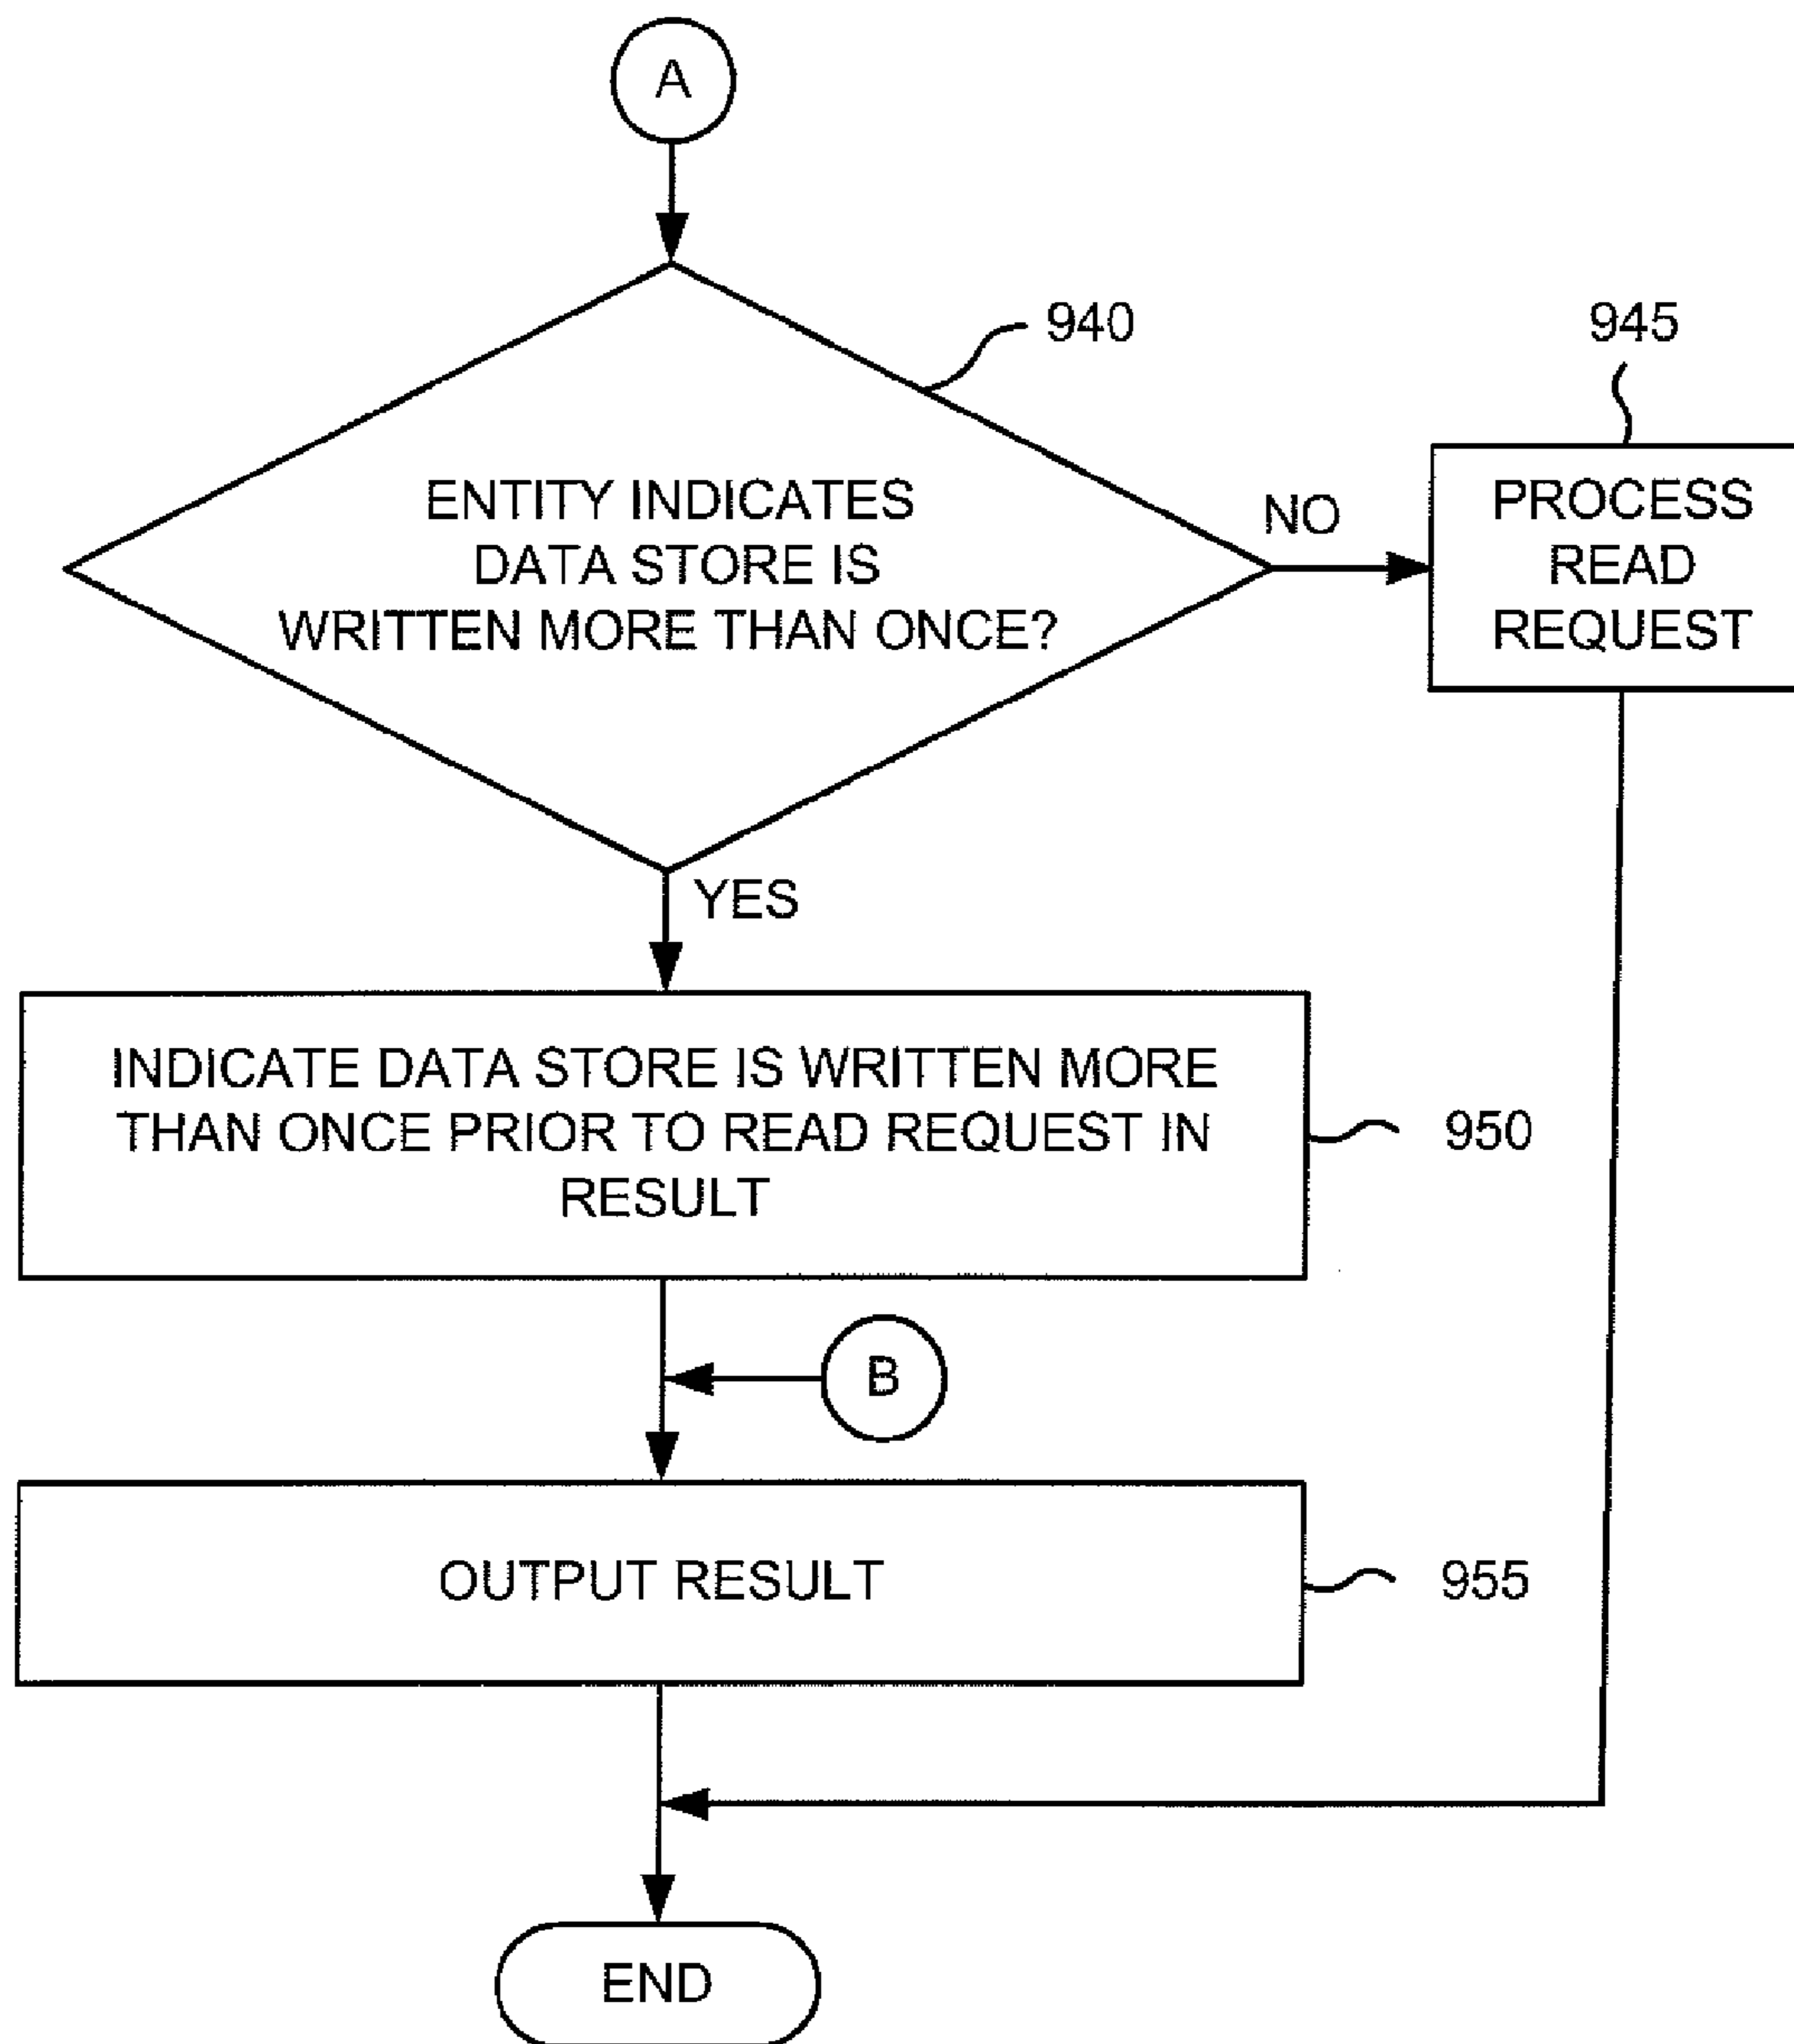 A
940
945
ENTITY INDICATES
DATA STORE IS
WRITTEN MORE THAN ONCE?
NO
PROCESS
READ
REQUEST
YES
INDICATE DATA STORE IS WRITTEN MORE
THAN ONCE PRIOR TO READ REQUEST IN
RESULT
950
B
OUTPUT RESULT
955
END